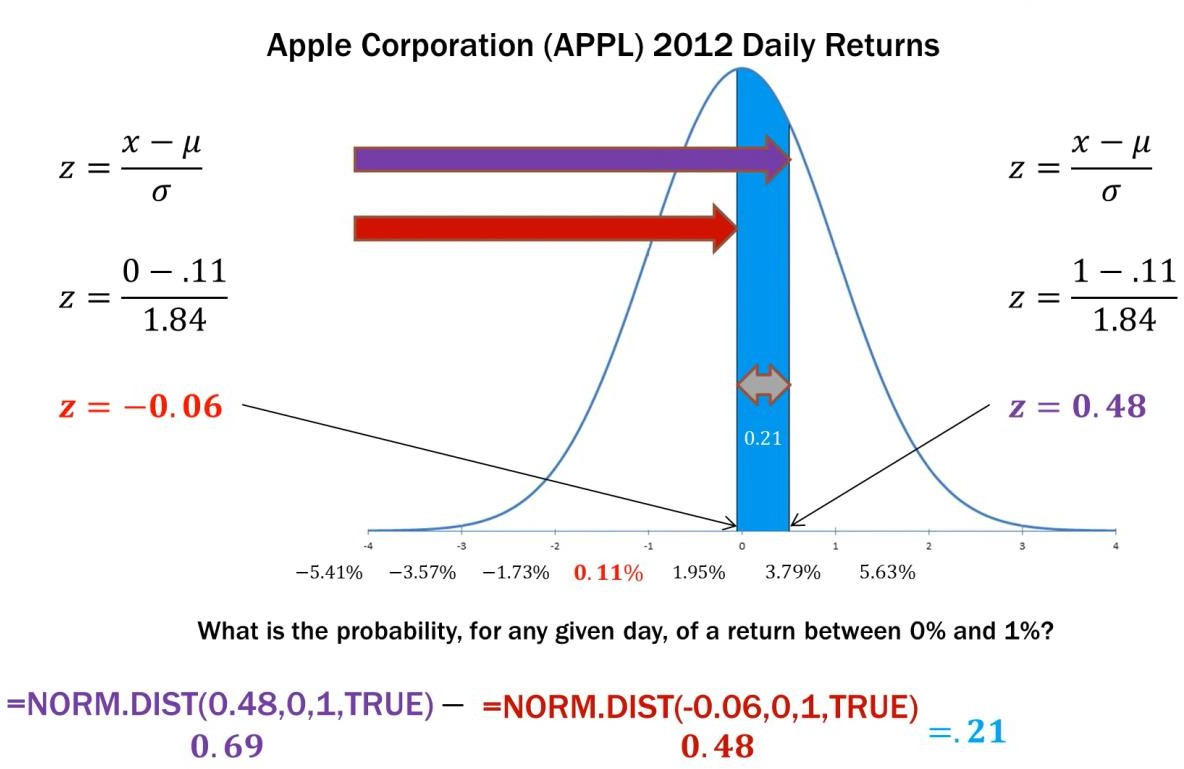 Apple Corporation (APPL) 2012 Daily Returns
z = (x − μ)/σ
z = (x − μ)/σ
z = (0 − .11)/1.84
z = (1 − .11)/1.84
z = −0.06
z = 0.48
0.21
-4 -3 -2 -1 0 1 2 3 4
−5.41% −3.57% −1.73% 0.11% 1.95% 3.79% 5.63%
What is the probability, for any given day, of a return between 0% and 1%?
=NORM.DIST(0.48,0,1,TRUE) − =NORM.DIST(-0.06,0,1,TRUE)
0.69 0.48 =.21